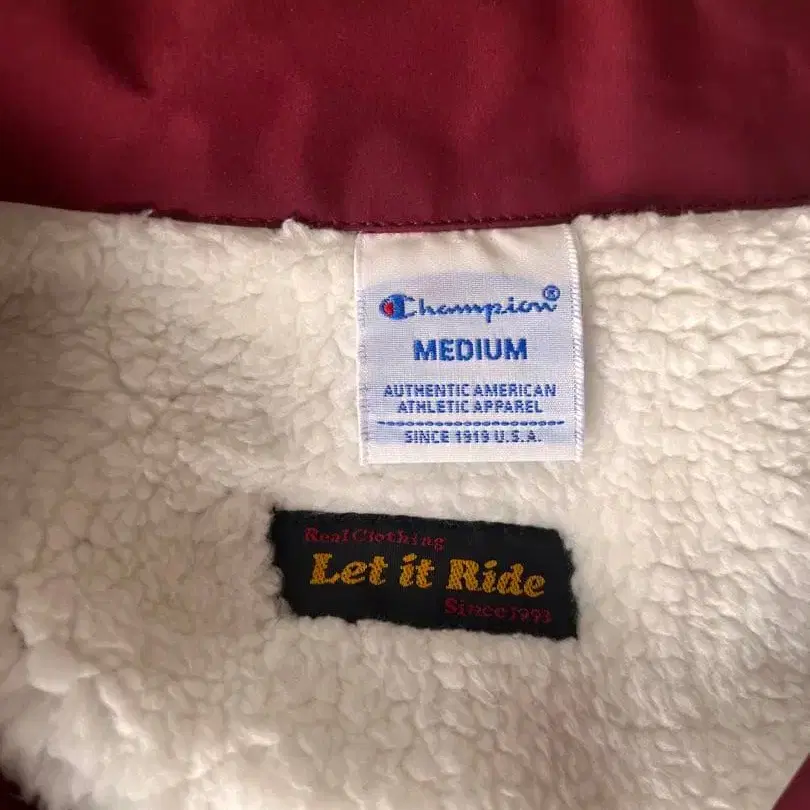 Champion®
MEDIUM
AUTHENTIC AMERICAN
ATHLETIC APPAREL
SINCE 1919 U.S.A.
Real Clothing
Let it Ride
Since 1993